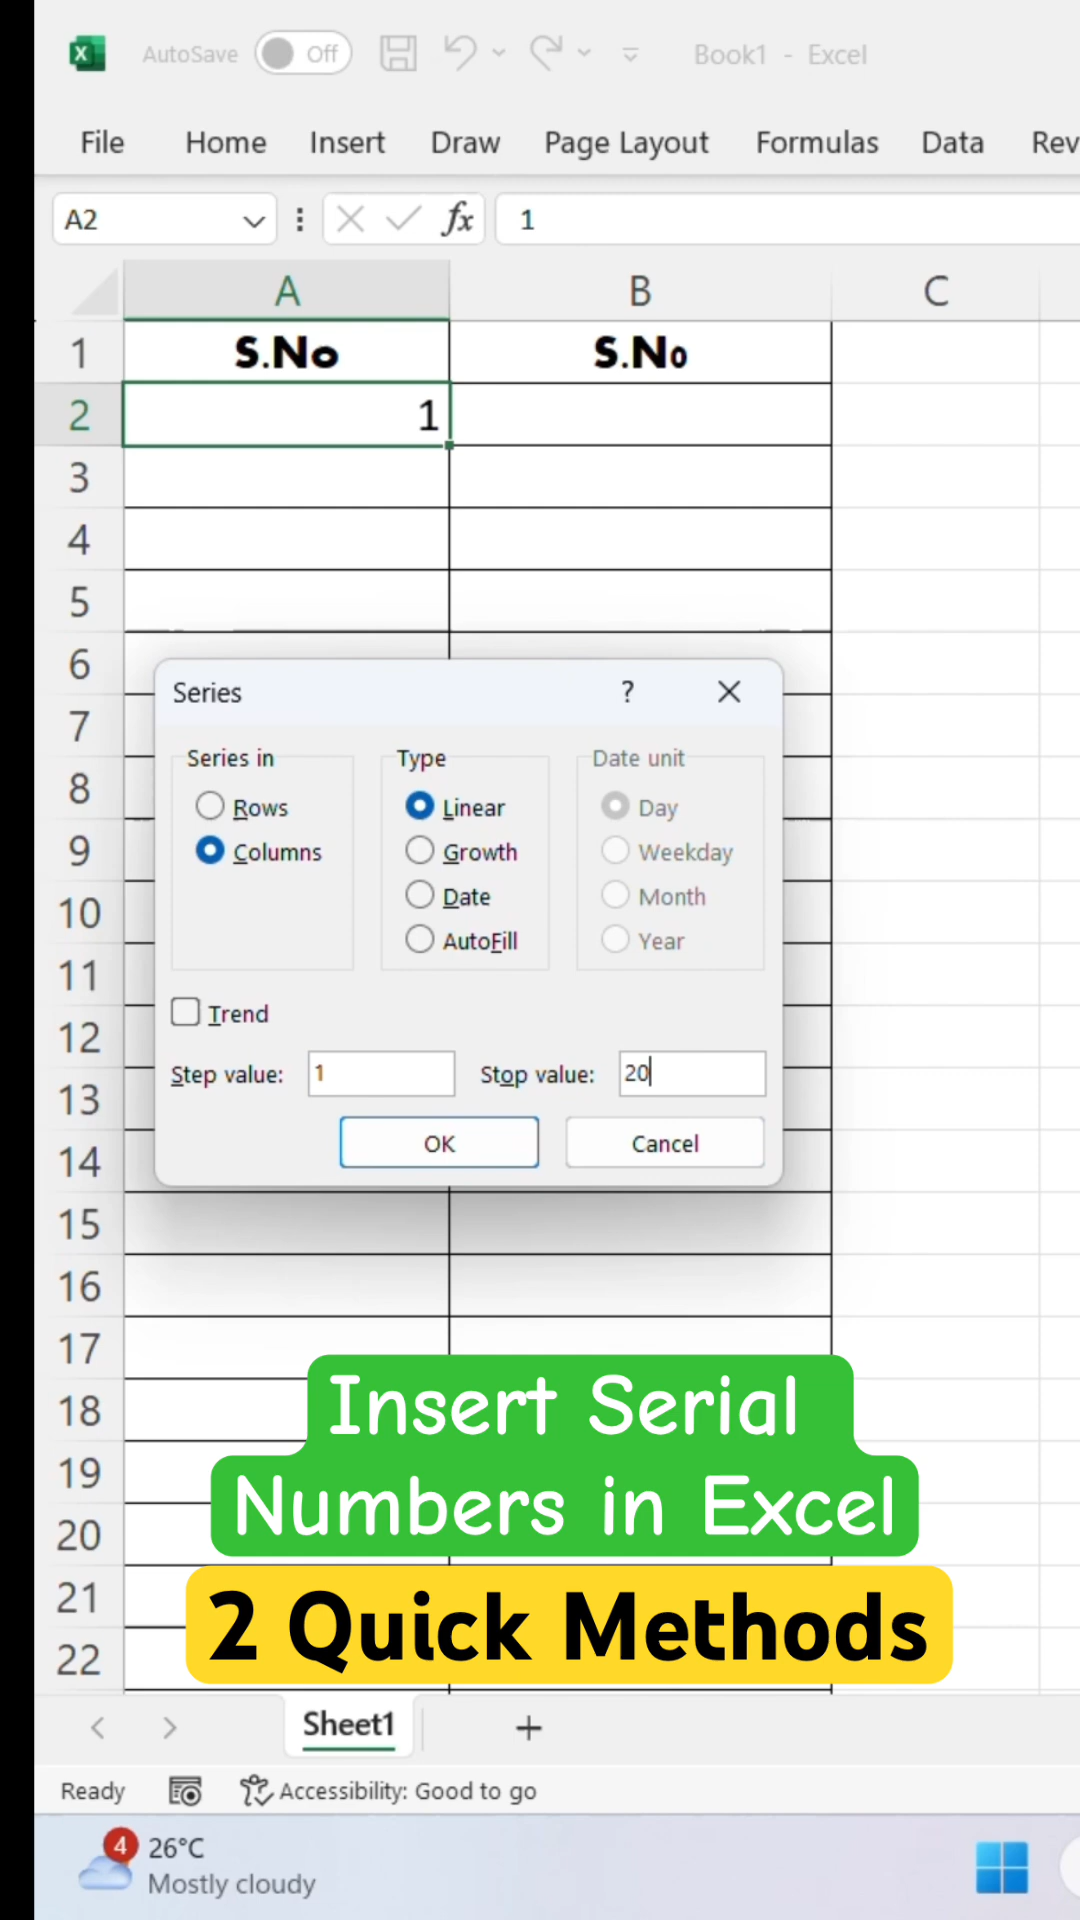 AutoSave Off Book1 - Excel
File Home Insert Draw Page Layout Formulas Data Rev
A2 fx 1
A B C
1 S.No S.No
2 1
3
4
5
6
Series ?
7
Series in Type Date unit
8 Rows Linear Day
9 Columns Growth Weekday
10 Date Month
AutoFill Year
11
12 Trend
Step value: 1 Stop value: 20
13
14 OK Cancel
15
16
17
18 Insert Serial
19 Numbers in Excel
20
21 2 Quick Methods
22
Sheet1 +
Ready Accessibility: Good to go
4 26°C
Mostly cloudy